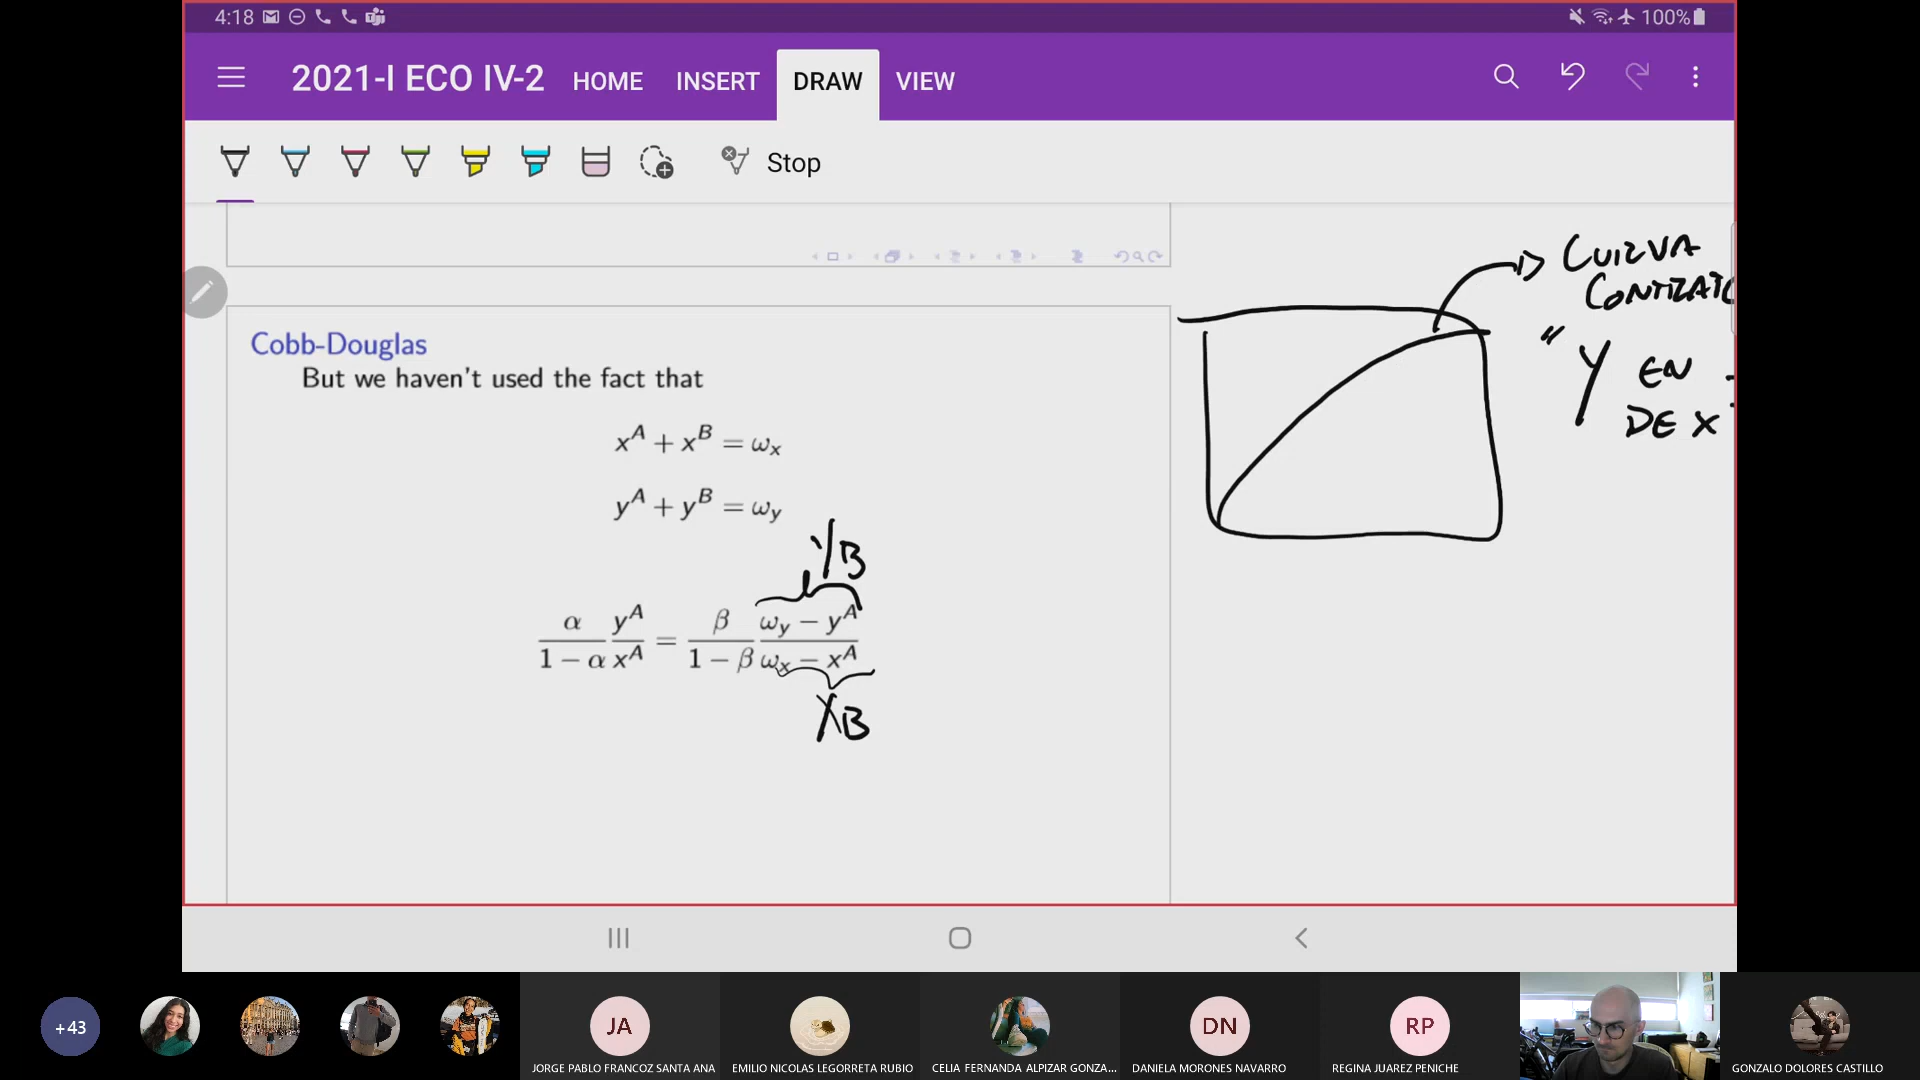 4:18 100%
2021-I ECO IV-2 HOME INSERT DRAW VIEW
Stop
Cobb-Douglas
But we haven't used the fact that
x^A + x^B = ω_x
y^A + y^B = ω_y
YB
α/(1 − α) y^A/x^A = β/(1 − β) (ω_y − y^A)/(ω_x − x^A)
XB
CURVA
CONTRATO
" Y EN
DE X
+43
JA
DN
RP
JORGE PABLO FRANCOZ SANTA ANA
EMILIO NICOLAS LEGORRETA RUBIO
CELIA FERNANDA ALPIZAR GONZA...
DANIELA MORONES NAVARRO
REGINA JUAREZ PENICHE
GONZALO DOLORES CASTILLO